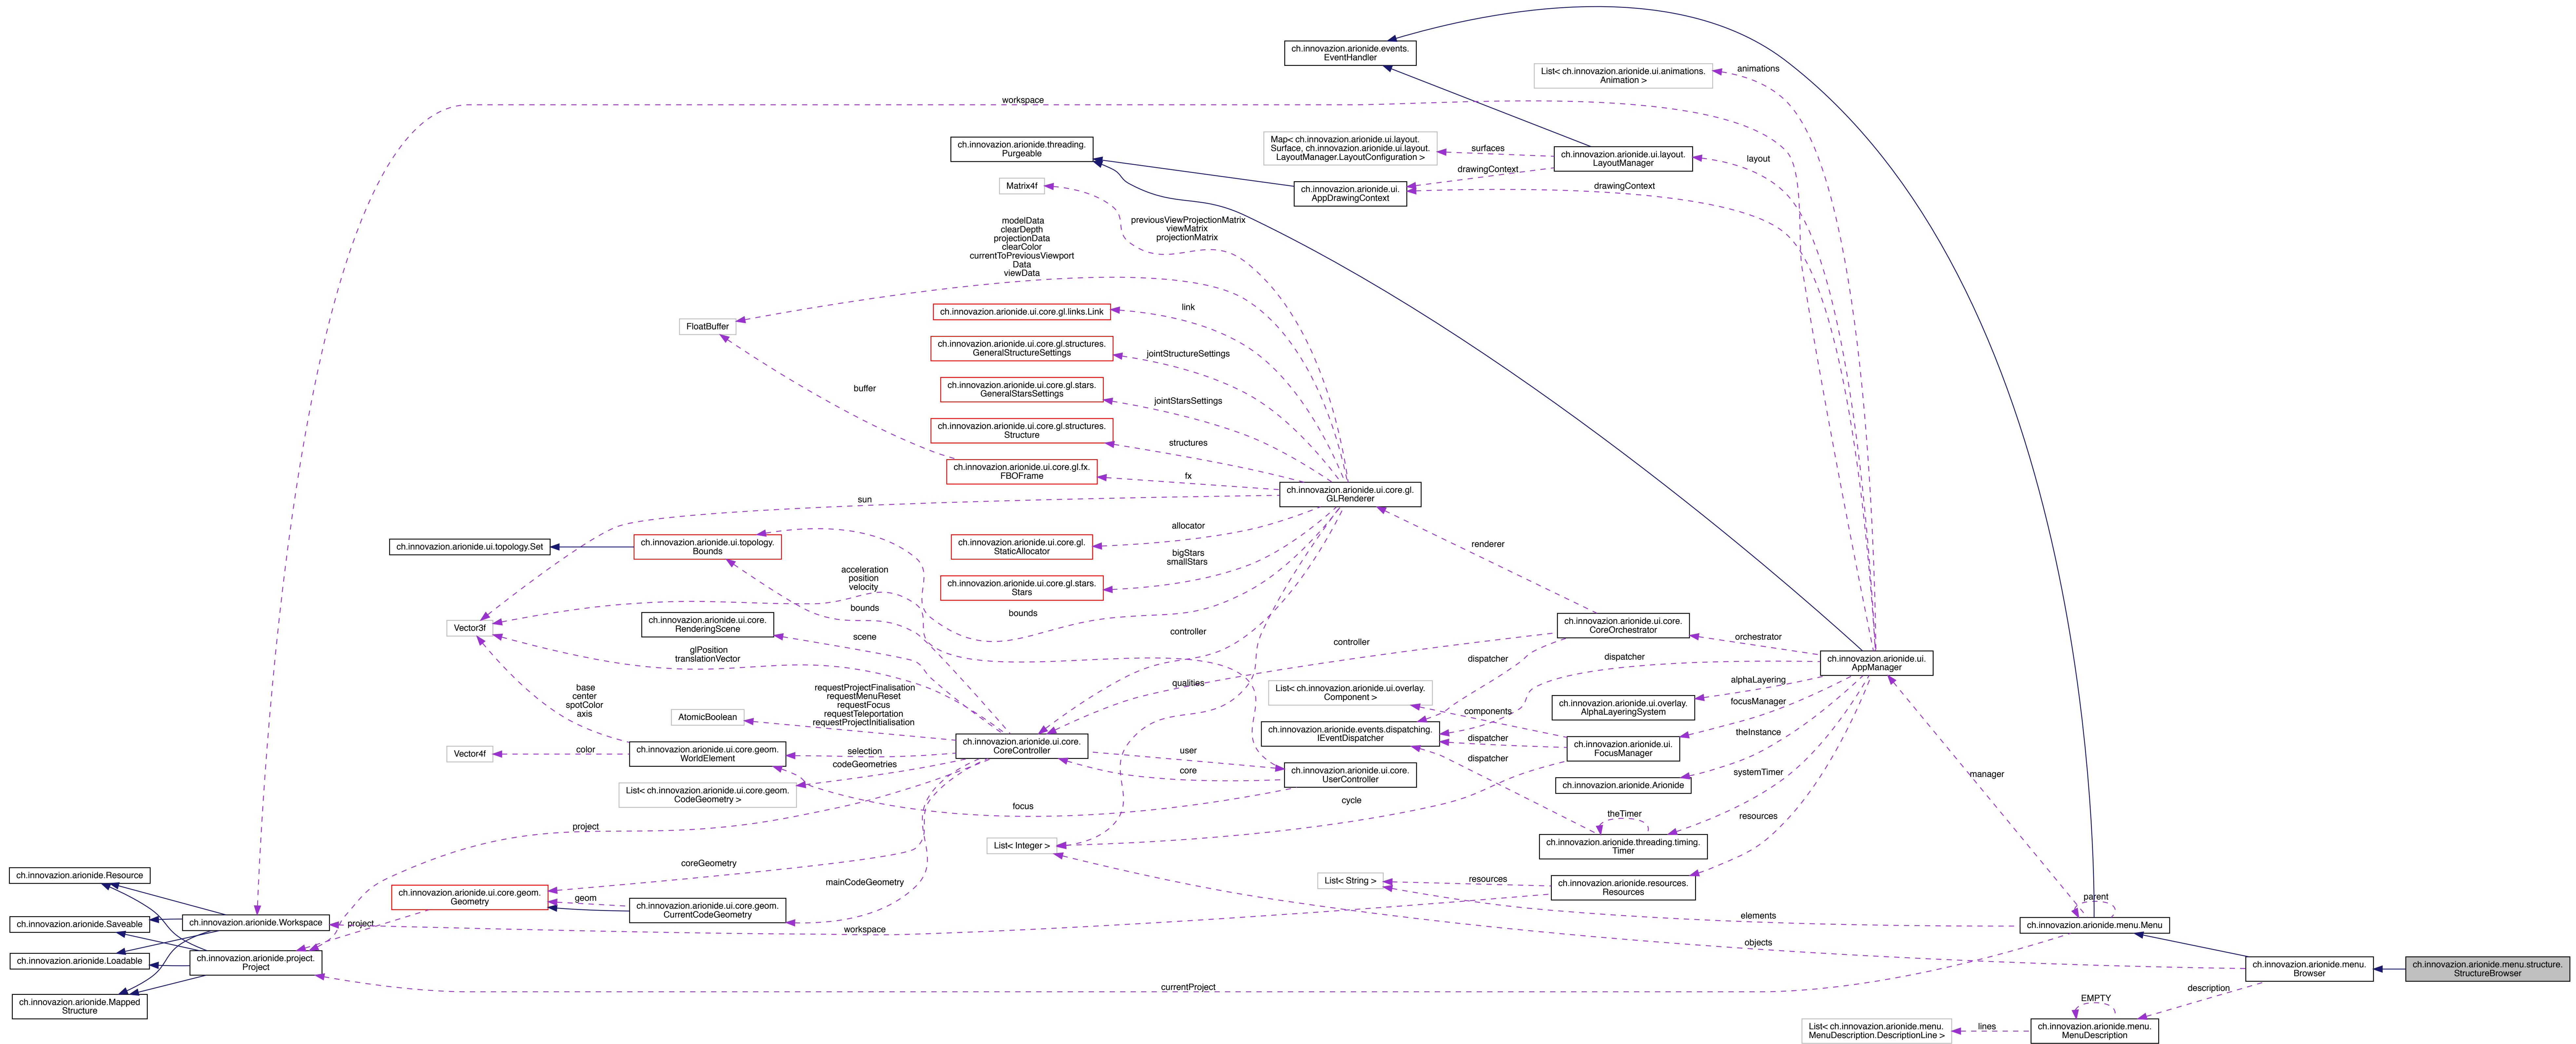 ch.innovazion.arionide.events.
EventHandler
List< ch.innovazion.arionide.ui.animations.
Animation >
animations
workspace
ch.innovazion.arionide.threading.
Purgeable
Map< ch.innovazion.arionide.ui.layout.
Surface, ch.innovazion.arionide.ui.layout.
LayoutManager.LayoutConfiguration >
surfaces
ch.innovazion.arionide.ui.layout.
LayoutManager
layout
drawingContext
Matrix4f
ch.innovazion.arionide.ui.
AppDrawingContext
drawingContext
modelData
clearDepth
projectionData
clearColor
currentToPreviousViewport
Data
viewData
previousViewProjectionMatrix
viewMatrix
projectionMatrix
FloatBuffer
ch.innovazion.arionide.ui.core.gl.links.Link
link
ch.innovazion.arionide.ui.core.gl.structures.
GeneralStructureSettings
jointStructureSettings
buffer
ch.innovazion.arionide.ui.core.gl.stars.
GeneralStarsSettings
jointStarsSettings
ch.innovazion.arionide.ui.core.gl.structures.
Structure
structures
ch.innovazion.arionide.ui.core.gl.fx.
FBOFrame
fx
ch.innovazion.arionide.ui.core.gl.
GLRenderer
sun
allocator
ch.innovazion.arionide.ui.topology.Set
ch.innovazion.arionide.ui.topology.
Bounds
ch.innovazion.arionide.ui.core.gl.
StaticAllocator
renderer
bigStars
smallStars
acceleration
position
velocity
ch.innovazion.arionide.ui.core.gl.stars.
Stars
bounds
bounds
Vector3f
ch.innovazion.arionide.ui.core.
RenderingScene
scene
controller
controller
ch.innovazion.arionide.ui.core.
CoreOrchestrator
orchestrator
glPosition
translationVector
dispatcher
dispatcher
ch.innovazion.arionide.ui.
AppManager
base
center
spotColor
axis
requestProjectFinalisation
requestMenuReset
requestFocus
requestTeleportation
requestProjectInitialisation
AtomicBoolean
qualities
List< ch.innovazion.arionide.ui.overlay.
Component >
components
alphaLayering
ch.innovazion.arionide.ui.overlay.
AlphaLayeringSystem
focusManager
Vector4f
color
ch.innovazion.arionide.ui.core.geom.
WorldElement
selection
ch.innovazion.arionide.ui.core.
CoreController
user
ch.innovazion.arionide.events.dispatching.
IEventDispatcher
dispatcher
ch.innovazion.arionide.ui.
FocusManager
theInstance
codeGeometries
core
ch.innovazion.arionide.ui.core.
UserController
dispatcher
systemTimer
manager
List< ch.innovazion.arionide.ui.core.geom.
CodeGeometry >
ch.innovazion.arionide.Arionide
focus
cycle
theTimer
resources
project
List< Integer >
ch.innovazion.arionide.threading.timing.
Timer
coreGeometry
ch.innovazion.arionide.Resource
mainCodeGeometry
List< String >
resources
ch.innovazion.arionide.resources.
Resources
ch.innovazion.arionide.ui.core.geom.
Geometry
geom
ch.innovazion.arionide.ui.core.geom.
CurrentCodeGeometry
parent
ch.innovazion.arionide.Saveable
ch.innovazion.arionide.Workspace
project
workspace
elements
ch.innovazion.arionide.menu.Menu
objects
ch.innovazion.arionide.Loadable
ch.innovazion.arionide.project.
Project
currentProject
ch.innovazion.arionide.menu.
Browser
ch.innovazion.arionide.menu.structure.
StructureBrowser
description
ch.innovazion.arionide.Mapped
Structure
EMPTY
List< ch.innovazion.arionide.menu.
MenuDescription.DescriptionLine >
lines
ch.innovazion.arionide.menu.
MenuDescription